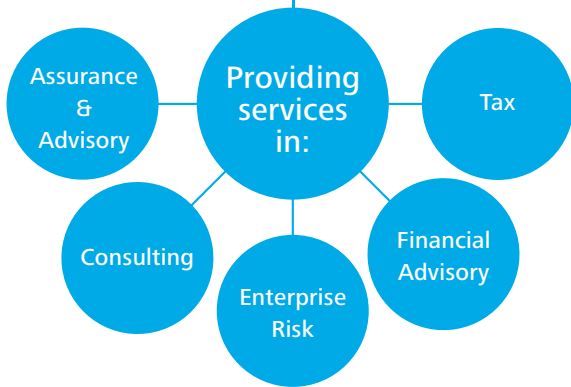 Providing
services
in:
Assurance
&
Advisory
Consulting
Enterprise
Risk
Financial
Advisory
Tax